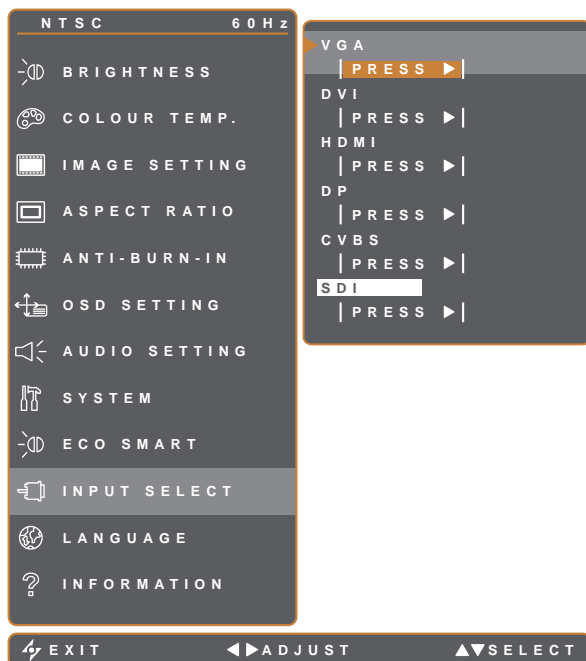 NTSC 60Hz
BRIGHTNESS
COLOUR TEMP.
IMAGE SETTING
ASPECT RATIO
ANTI-BURN-IN
OSD SETTING
AUDIO SETTING
SYSTEM
ECO SMART
INPUT SELECT
LANGUAGE
INFORMATION
VGA
PRESS
DVI
PRESS
HDMI
PRESS
DP
PRESS
CVBS
PRESS
SDI
PRESS
EXIT ADJUST SELECT